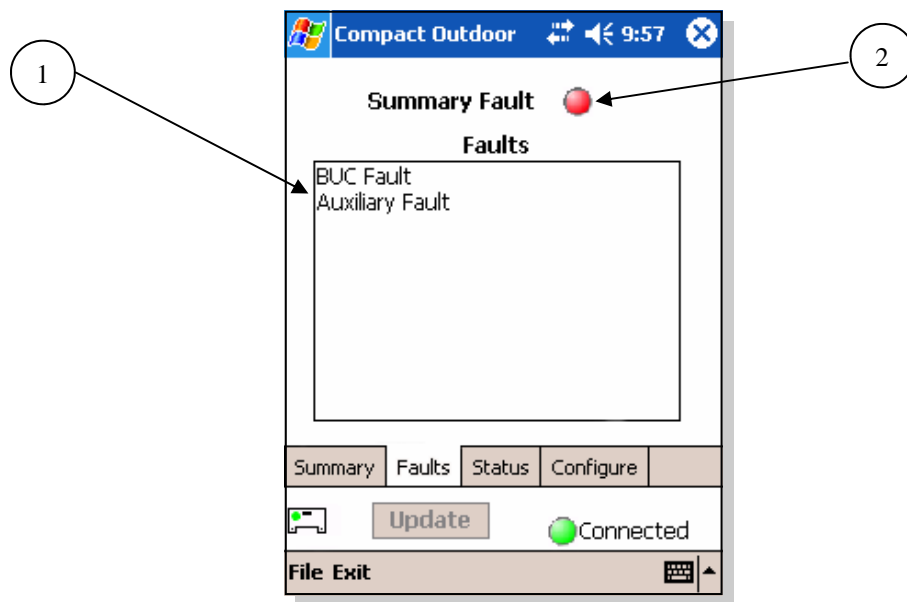 Compact Outdoor 9:57
1
2
Summary Fault
Faults
BUC Fault
Auxiliary Fault
Summary Faults Status Configure
Update Connected
File Exit